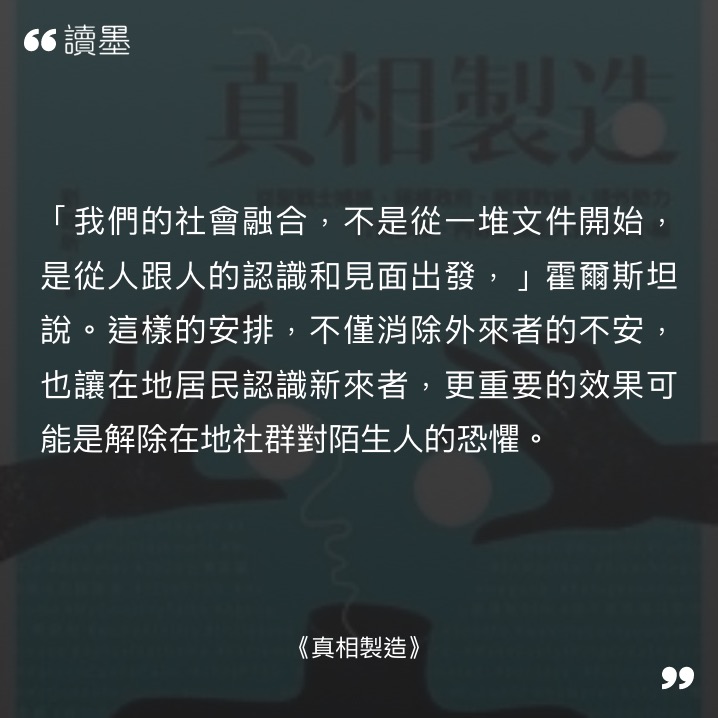 讀墨
真相製造
「我們的社會融合，不是從一堆文件開始，
是從人跟人的認識和見面出發，」霍爾斯坦
說。這樣的安排，不僅消除外來者的不安，
也讓在地居民認識新來者，更重要的效果可
能是解除在地社群對陌生人的恐懼。
《真相製造》